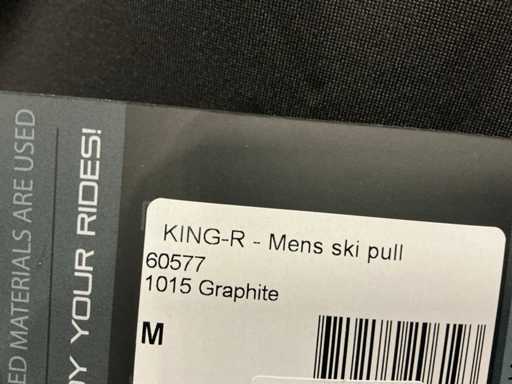 ED MATERIALS ARE USED
Y YOUR RIDES!
KING-R - Mens ski pull
60577
1015 Graphite
M